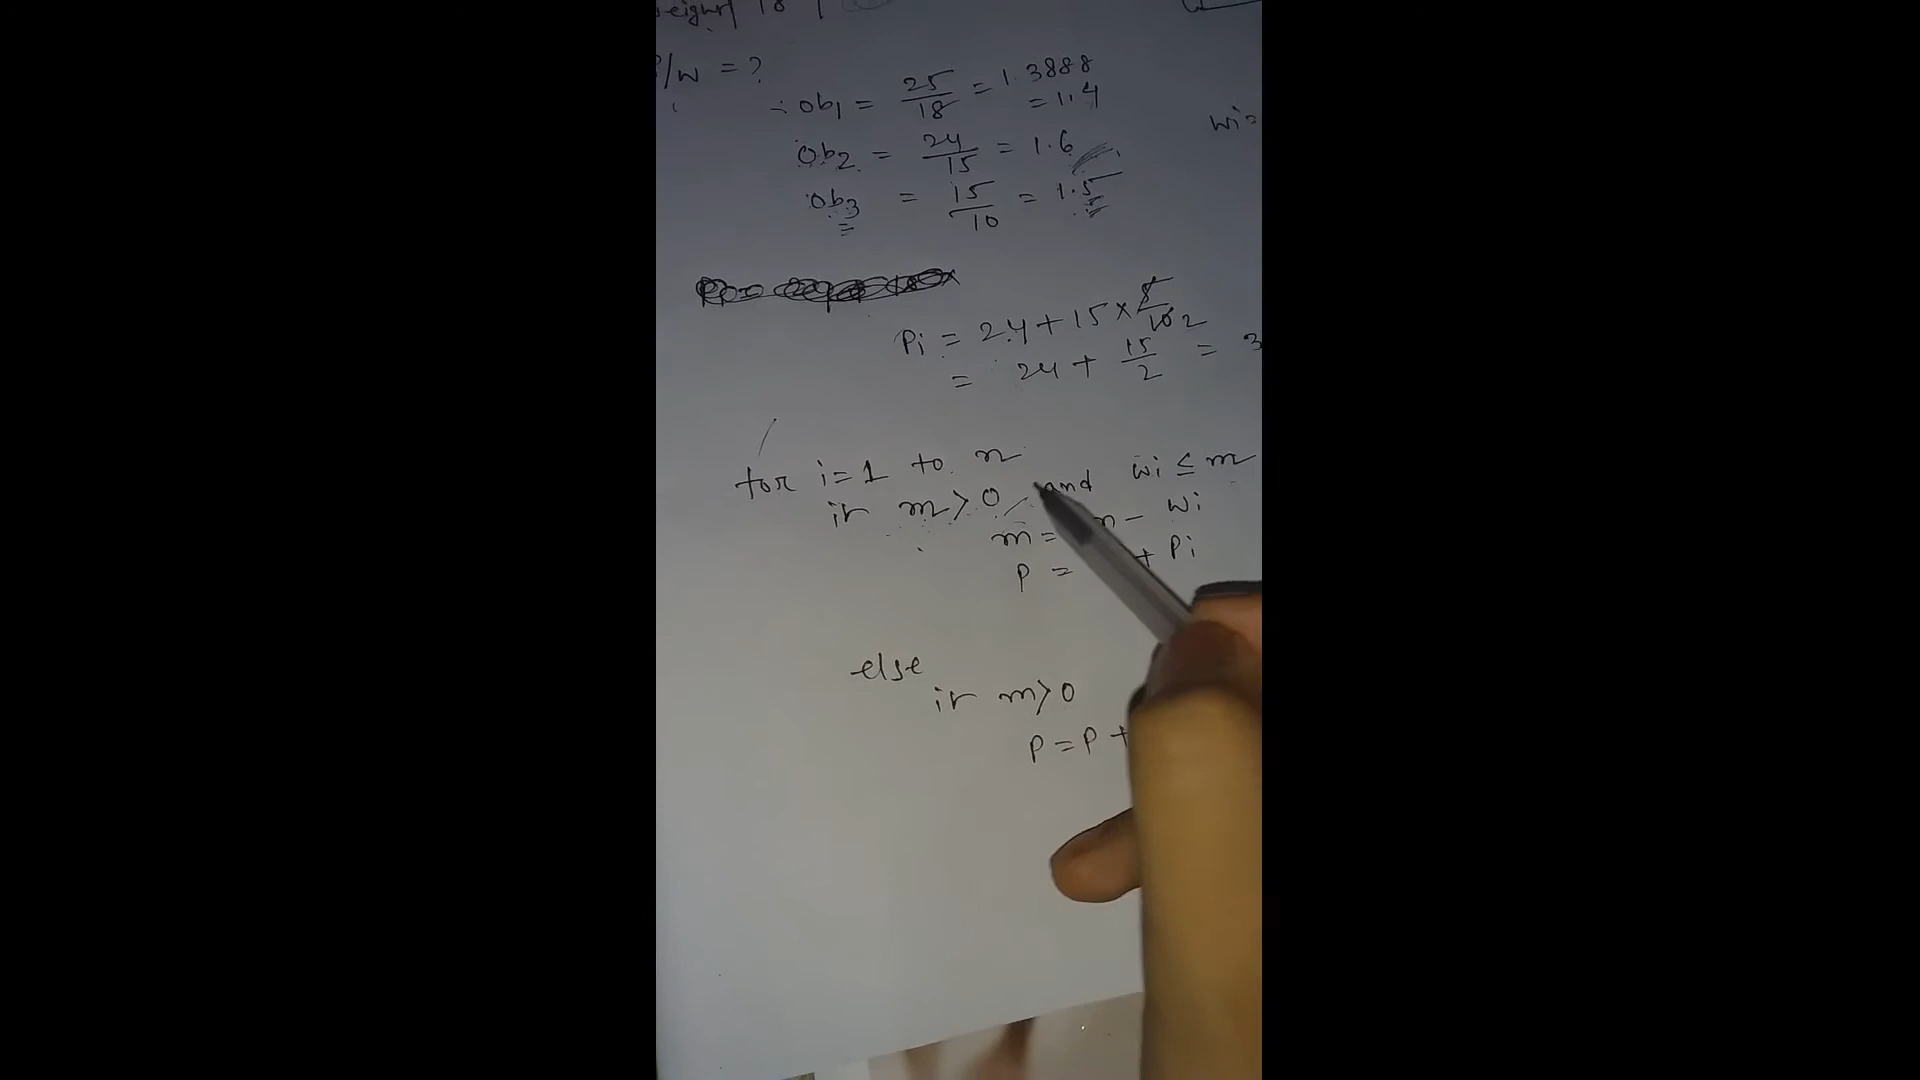 /w = ?
ob1 = 25/18 = 1.3888
= 1.4
wi=
ob2 = 24/15 = 1.6
ob3 = 15/10 = 1.5
Pi = 24 + 15 × 5/10 2
= 24 + 15/2 = 3
for i = 1 to n
if m > 0 and wi ≤ m
m = - wi
P = + Pi
else
if m > 0
P = P +